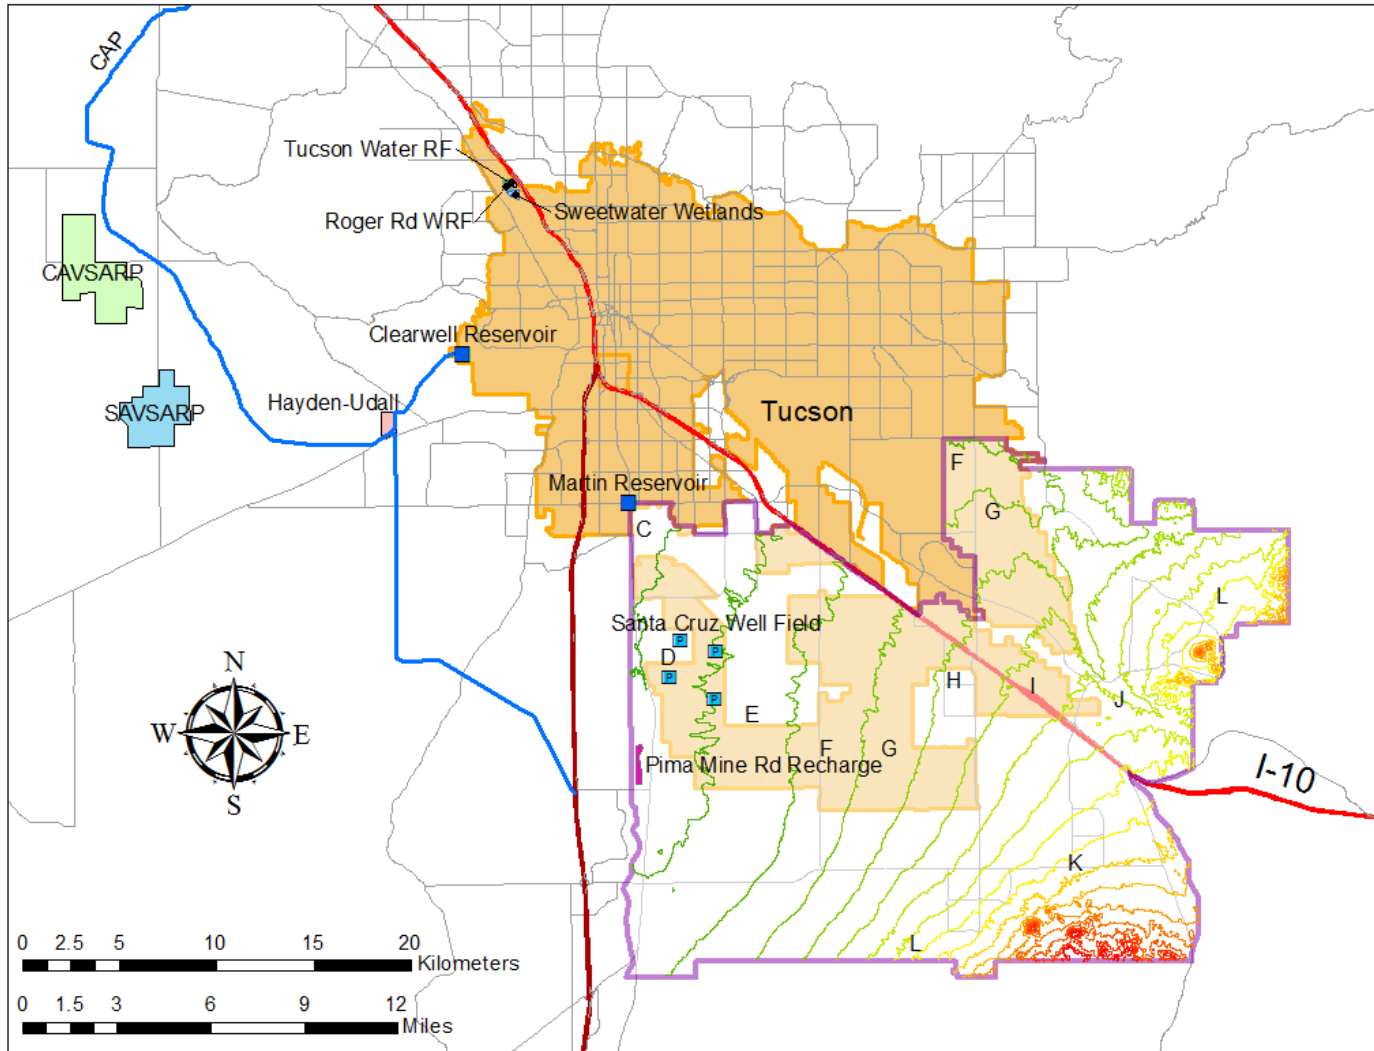 CAP
Tucson Water RF
Roger Rd WRF
Sweetwater Wetlands
CAVSARP
Clearwell Reservoir
Hayden-Udall
SAVSARP
Tucson
F
Martin Reservoir
G
C
L
Santa Cruz Well Field
P
P
D
P
H
I
J
P
E
N
W
E
S
F
G
Pima Mine Rd Recharge
I-10
K
L
0 2.5 5 10 15 20
Kilometers
0 1.5 3 6 9 12
Miles